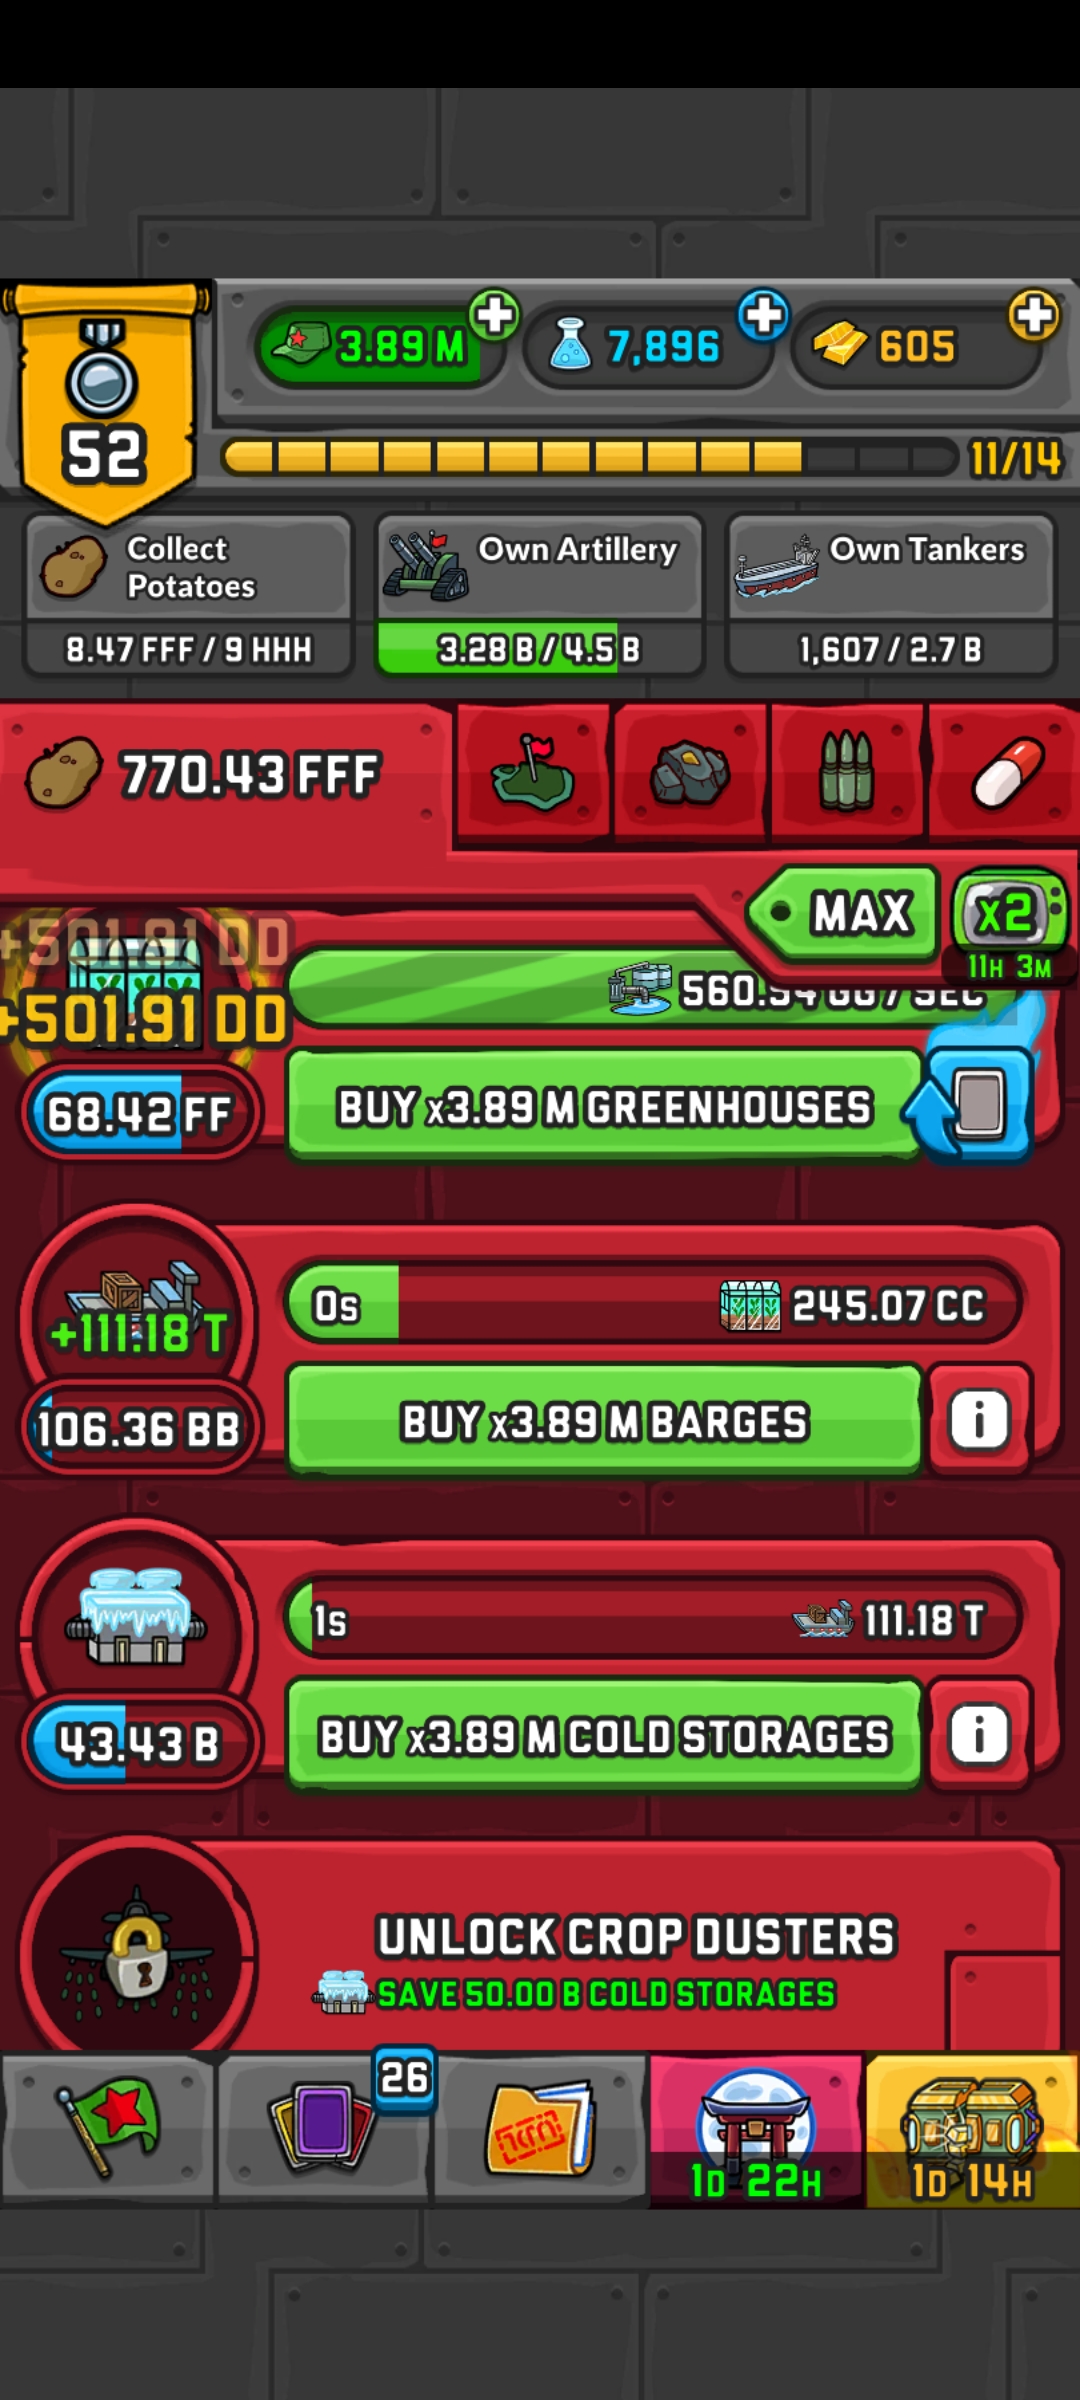 3.89 M
7,896
605
52
11/14
Collect
Potatoes
8.47 FFF / 9 HHH
Own Artillery
3.28 B / 4.5 B
Own Tankers
1,607 / 2.7 B
770.43 FFF
MAX
x2
11H 3M
+501.91 DD
+501.91 DD
560.54 GG / SEC
68.42 FF
BUY x3.89 M GREENHOUSES
+111.18 T
0s
245.07 CC
106.36 BB
BUY x3.89 M BARGES
i
1s
111.18 T
43.43 B
BUY x3.89 M COLD STORAGES
i
UNLOCK CROP DUSTERS
SAVE 50.00 B COLD STORAGES
26
1D 22H
1D 14H